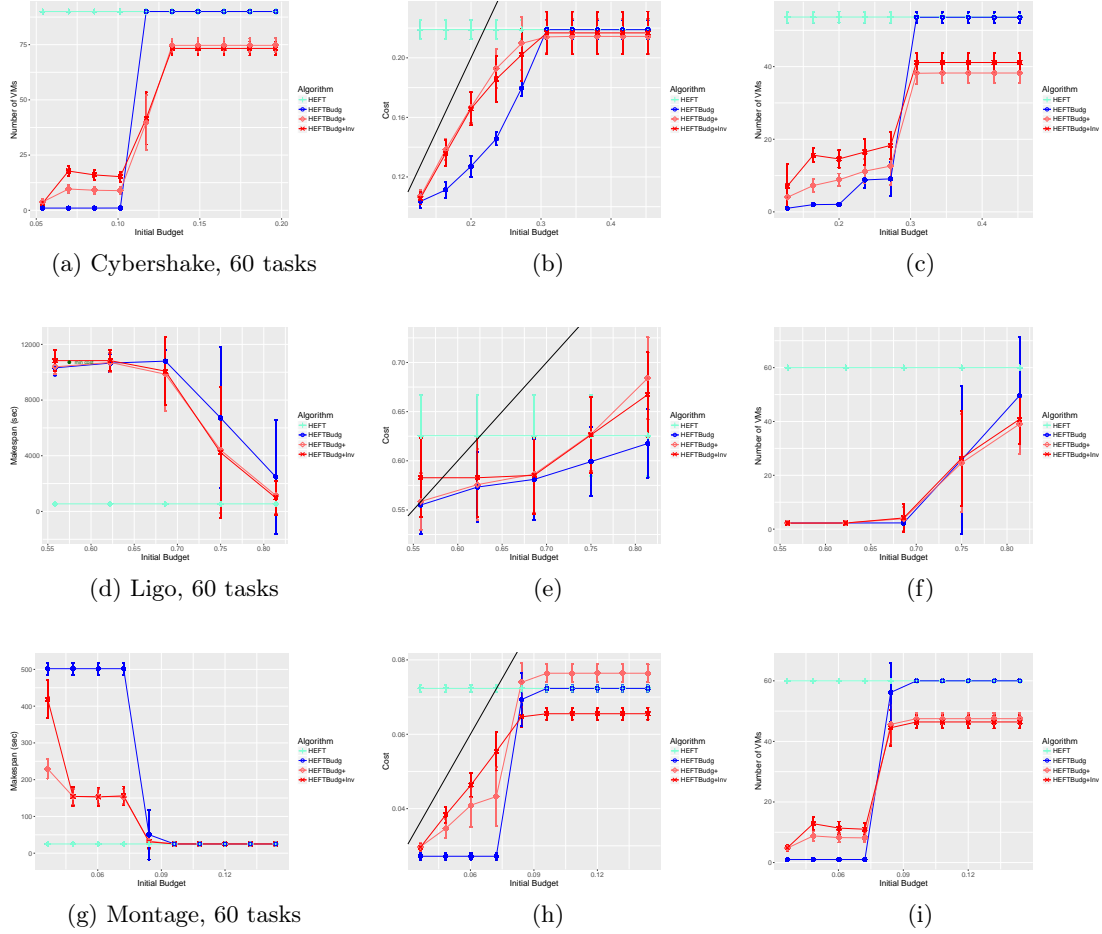 Number of VMs
75
50
25
0
0.05
0.10
0.15
0.20
Initial Budget
Algorithm
HEFT
HEFTBudg
HEFTBudg+
HEFTBudg+Inv
Cost
0.20
0.16
0.12
0.2
0.3
0.4
Initial Budget
Algorithm
HEFT
HEFTBudg
HEFTBudg+
HEFTBudg+Inv
Number of VMs
40
20
0
0.2
0.3
0.4
Initial Budget
Algorithm
HEFT
HEFTBudg
HEFTBudg+
HEFTBudg+Inv
(a) Cybershake, 60 tasks
(b)
(c)
Makespan (sec)
12000
8000
4000
0
0.55
0.60
0.65
0.70
0.75
0.80
Initial Budget
Algorithm
HEFT
HEFTBudg
HEFTBudg+
HEFTBudg+Inv
Cost
0.70
0.65
0.60
0.55
0.55
0.60
0.65
0.70
0.75
0.80
Initial Budget
Algorithm
HEFT
HEFTBudg
HEFTBudg+
HEFTBudg+Inv
Number of VMs
60
40
20
0
0.55
0.60
0.65
0.70
0.75
0.80
Initial Budget
Algorithm
HEFT
HEFTBudg
HEFTBudg+
HEFTBudg+Inv
(d) Ligo, 60 tasks
(e)
(f)
Makespan (sec)
500
400
300
200
100
0
0.06
0.09
0.12
Initial Budget
Algorithm
HEFT
HEFTBudg
HEFTBudg+
HEFTBudg+Inv
Cost
0.08
0.06
0.04
0.06
0.09
0.12
Initial Budget
Algorithm
HEFT
HEFTBudg
HEFTBudg+
HEFTBudg+Inv
Number of VMs
60
40
20
0
0.06
0.09
0.12
Initial Budget
Algorithm
HEFT
HEFTBudg
HEFTBudg+
HEFTBudg+Inv
(g) Montage, 60 tasks
(h)
(i)